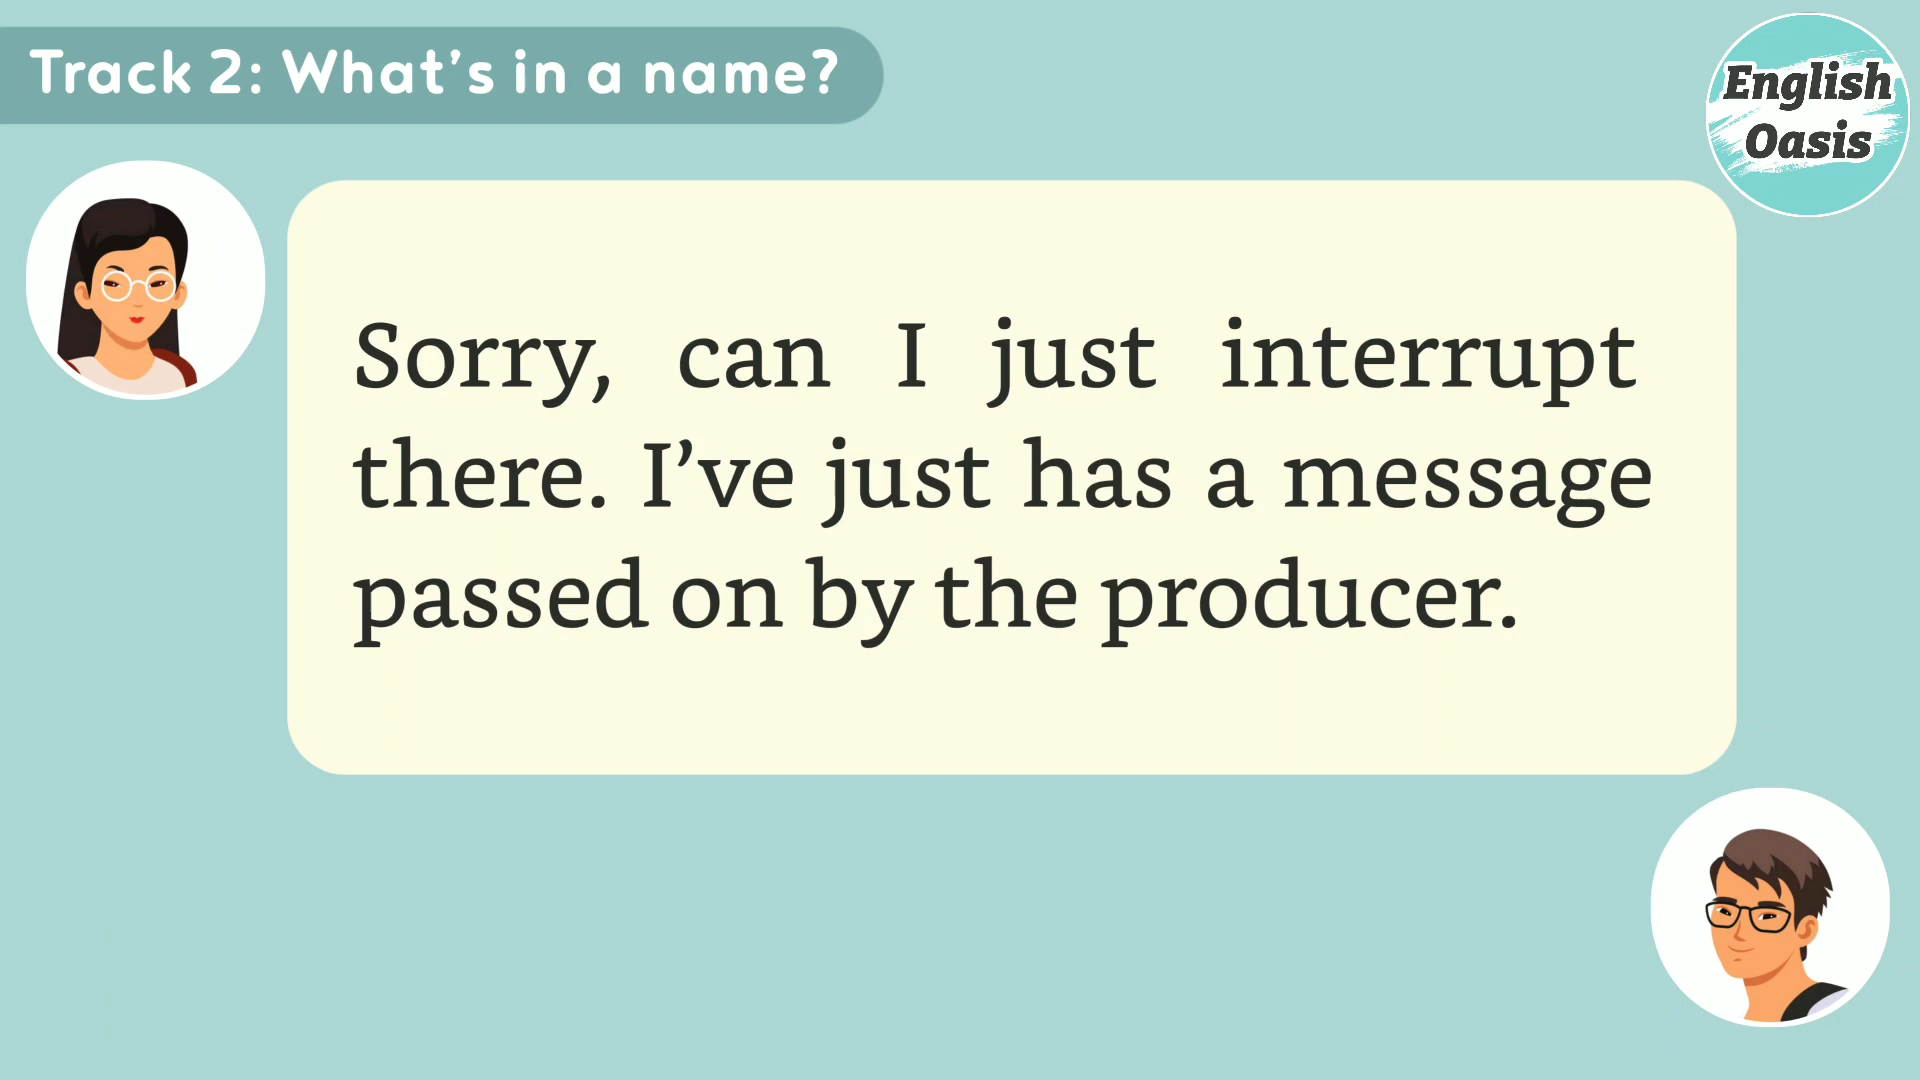 Track 2: What's in a name?
English
Oasis
Sorry, can I just interrupt
there. I've just has a message
passed on by the producer.